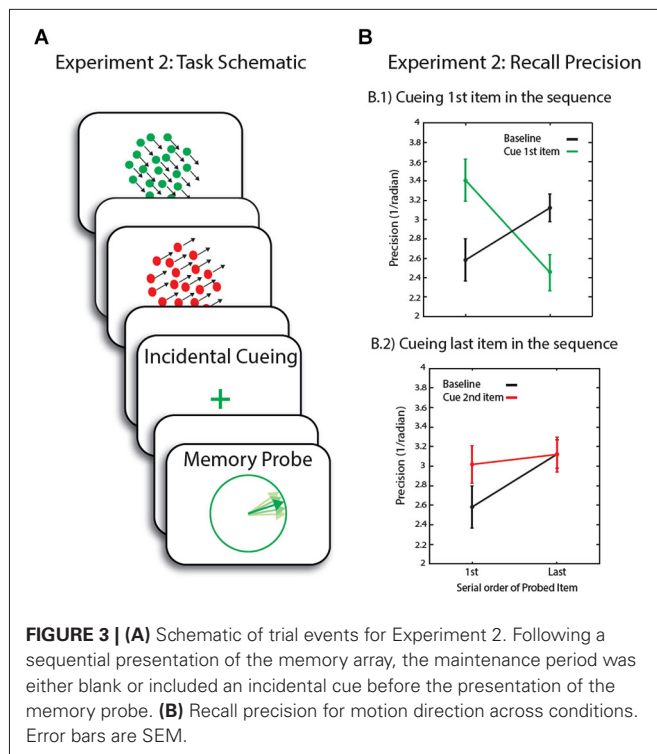 A
Experiment 2: Task Schematic
Incidental Cueing
+
Memory Probe
B
Experiment 2: Recall Precision
B.1) Cueing 1st item in the sequence
Baseline
Cue 1st item
Precision (1/radian)
4
3.8
3.6
3.4
3.2
3
2.8
2.6
2.4
2.2
2
B.2) Cueing last item in the sequence
Baseline
Cue 2nd item
Precision (1/radian)
4
3.8
3.6
3.4
3.2
3
2.8
2.6
2.4
2.2
2
1st Last
Serial order of Probed Item
FIGURE 3 | (A) Schematic of trial events for Experiment 2. Following a
sequential presentation of the memory array, the maintenance period was
either blank or included an incidental cue before the presentation of the
memory probe. (B) Recall precision for motion direction across conditions.
Error bars are SEM.